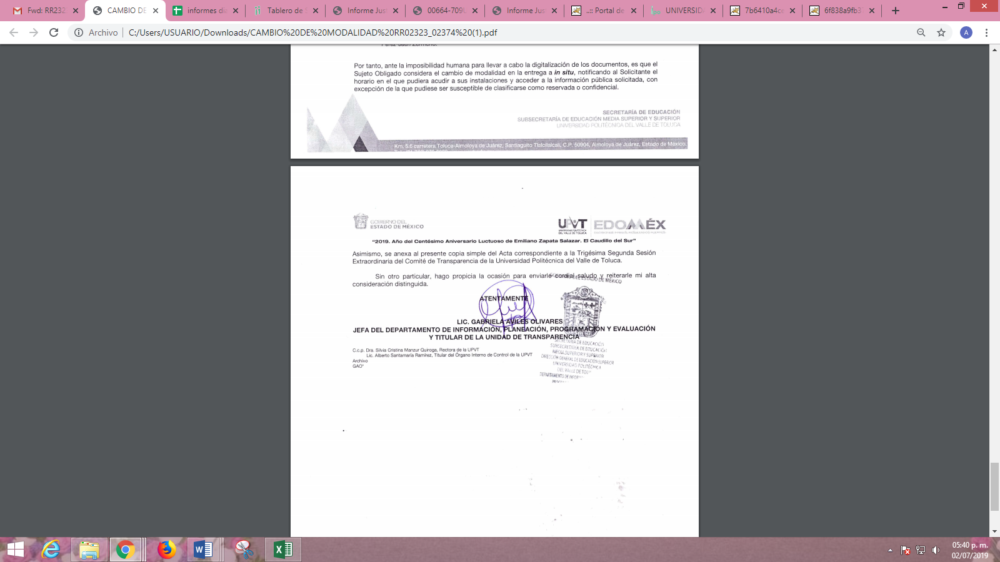 Fwd: RR232
CAMBIO DE
informes di
Tablero de
Informe Jus
00664-709
Informe Jus
..:: Portal de
UNIVERSID
7b6410a4ce
6f838a9fb3
Archivo
C:/Users/USUARIO/Downloads/CAMBIO%20DE%20MODALIDAD%20RR02323_02374%20(1).pdf
A
Por tanto, ante la imposibilidad humana para llevar a cabo la digitalización de los documentos, es que el
Sujeto Obligado considera el cambio de modalidad en la entrega a in situ, notificando al Solicitante el
horario en el que pudiera acudir a sus instalaciones y acceder a la información pública solicitada, con
excepción de la que pudiese ser susceptible de clasificarse como reservada o confidencial.
SECRETARÍA DE EDUCACIÓN
SUBSECRETARÍA DE EDUCACIÓN MEDIA SUPERIOR Y SUPERIOR
UNIVERSIDAD POLITÉCNICA DEL VALLE DE TOLUCA
Km. 5.6 carretera Toluca-Almoloya de Juárez, Santiaguito Tlalcilalcali, C.P. 50904, Almoloya de Juárez, Estado de México.
GOBIERNO DEL
ESTADO DE MÉXICO
UPVT
UNIVERSIDAD POLITÉCNICA
DEL VALLE DE TOLUCA
EDOMÉX
"2019. Año del Centésimo Aniversario Luctuoso de Emiliano Zapata Salazar. El Caudillo del Sur"
Asimismo, se anexa al presente copia simple del Acta correspondiente a la Trigésima Segunda Sesión
Extraordinaria del Comité de Transparencia de la Universidad Politécnica del Valle de Toluca.
Sin otro particular, hago propicia la ocasión para enviarle cordial saludo y reiterarle mi alta
consideración distinguida.
DEL ESTADO DE MÉXICO
ATENTAMENTE
LIC. GABRIELA AVILES OLIVARES
JEFA DEL DEPARTAMENTO DE INFORMACIÓN, PLANEACIÓN, PROGRAMACIÓN Y EVALUACIÓN
Y TITULAR DE LA UNIDAD DE TRANSPARENCIA
SECRETARIA DE EDUCACIÓN
SUBSECRETARIA DE EDUCACIÓN
MEDIA SUPERIOR Y SUPERIOR
DIRECCIÓN GENERAL DE EDUCACION SUPERIOR
UNIVERSIDAD POLITÉCNICA
DEL VALLE DE TOLU
DEPARTAMENTO DE INFOR
C.c.p. Dra. Silvia Cristina Manzur Quiroga, Rectora de la UPVT
Lic. Alberto Santamaría Ramírez, Titular del Órgano Interno de Control de la UPVT
Archivo
GAO*
05:40 p. m.
02/07/2019